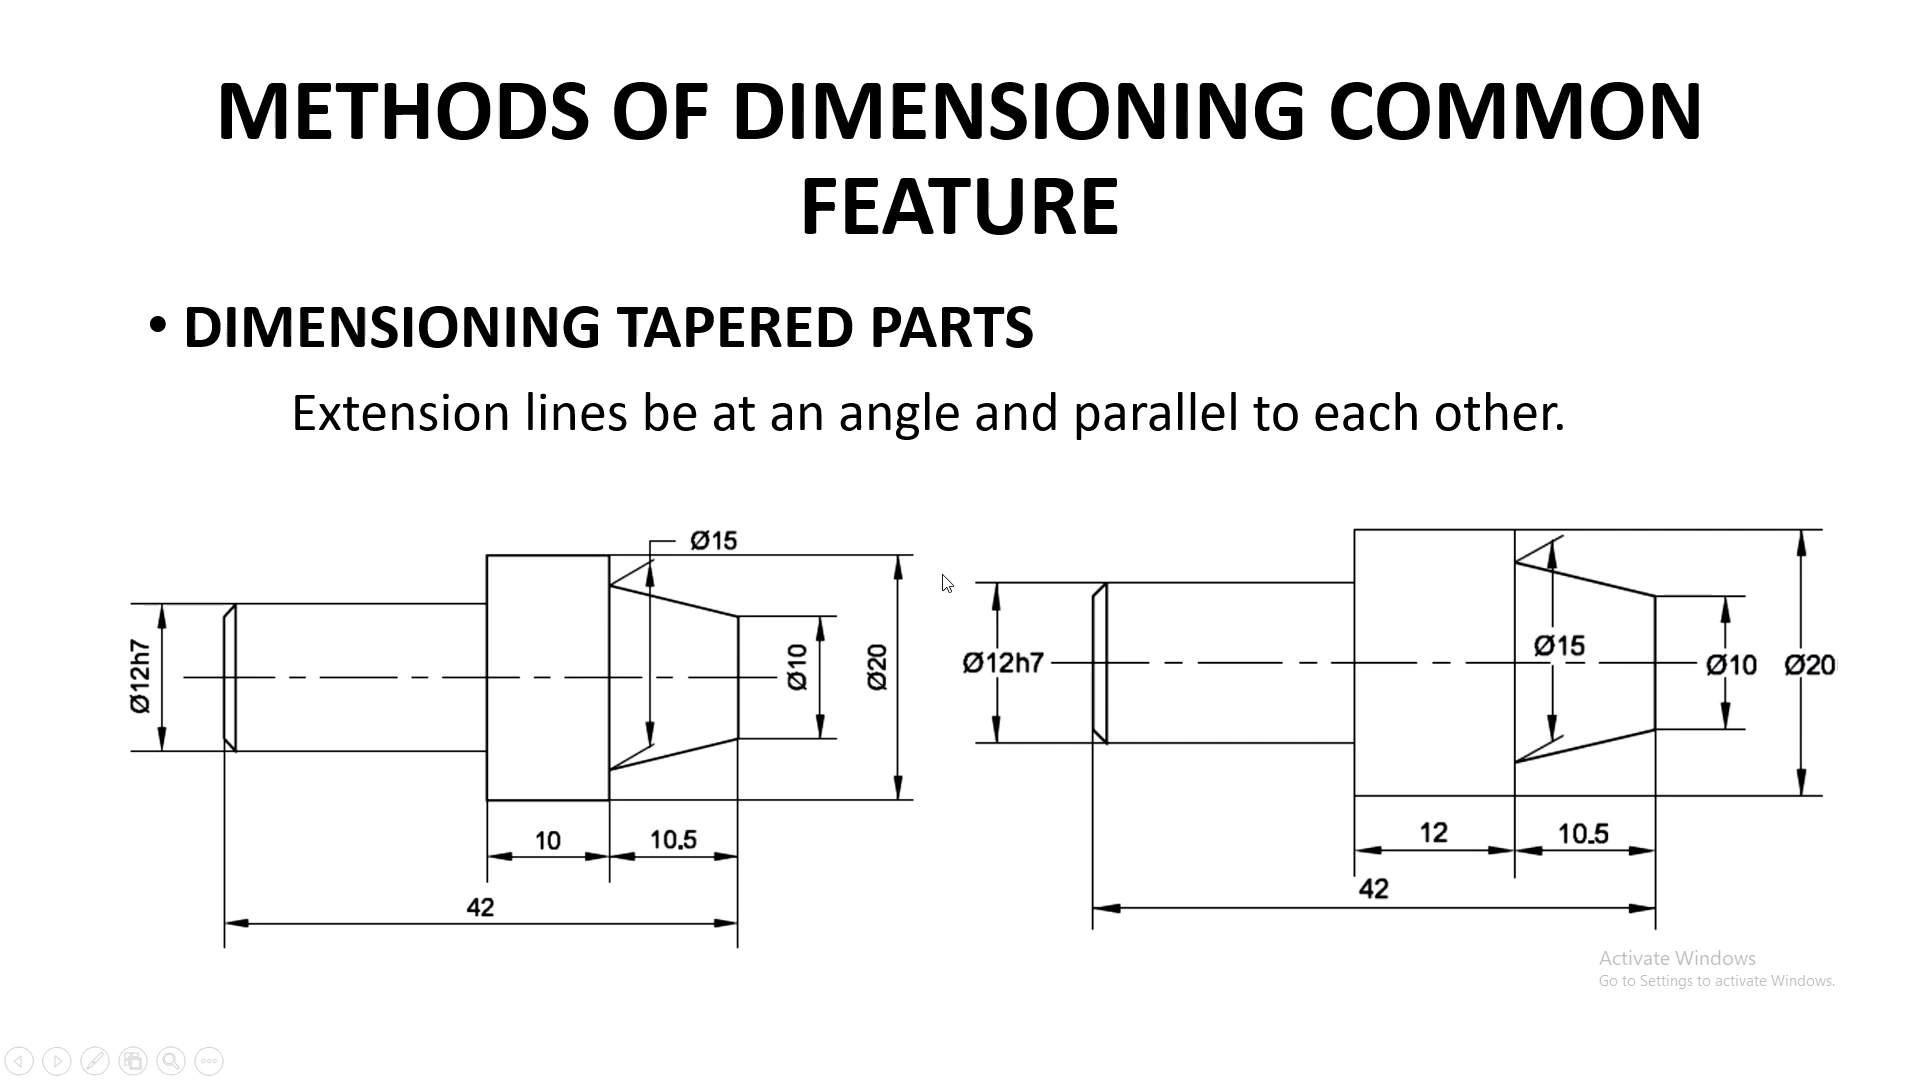 METHODS OF DIMENSIONING COMMON
FEATURE
• DIMENSIONING TAPERED PARTS
Extension lines be at an angle and parallel to each other.
Ø15
Ø12h7
Ø10
Ø20
10
10.5
42
Ø12h7
Ø15
Ø10
Ø20
12
10.5
42
Activate Windows
Go to Settings to activate Windows.